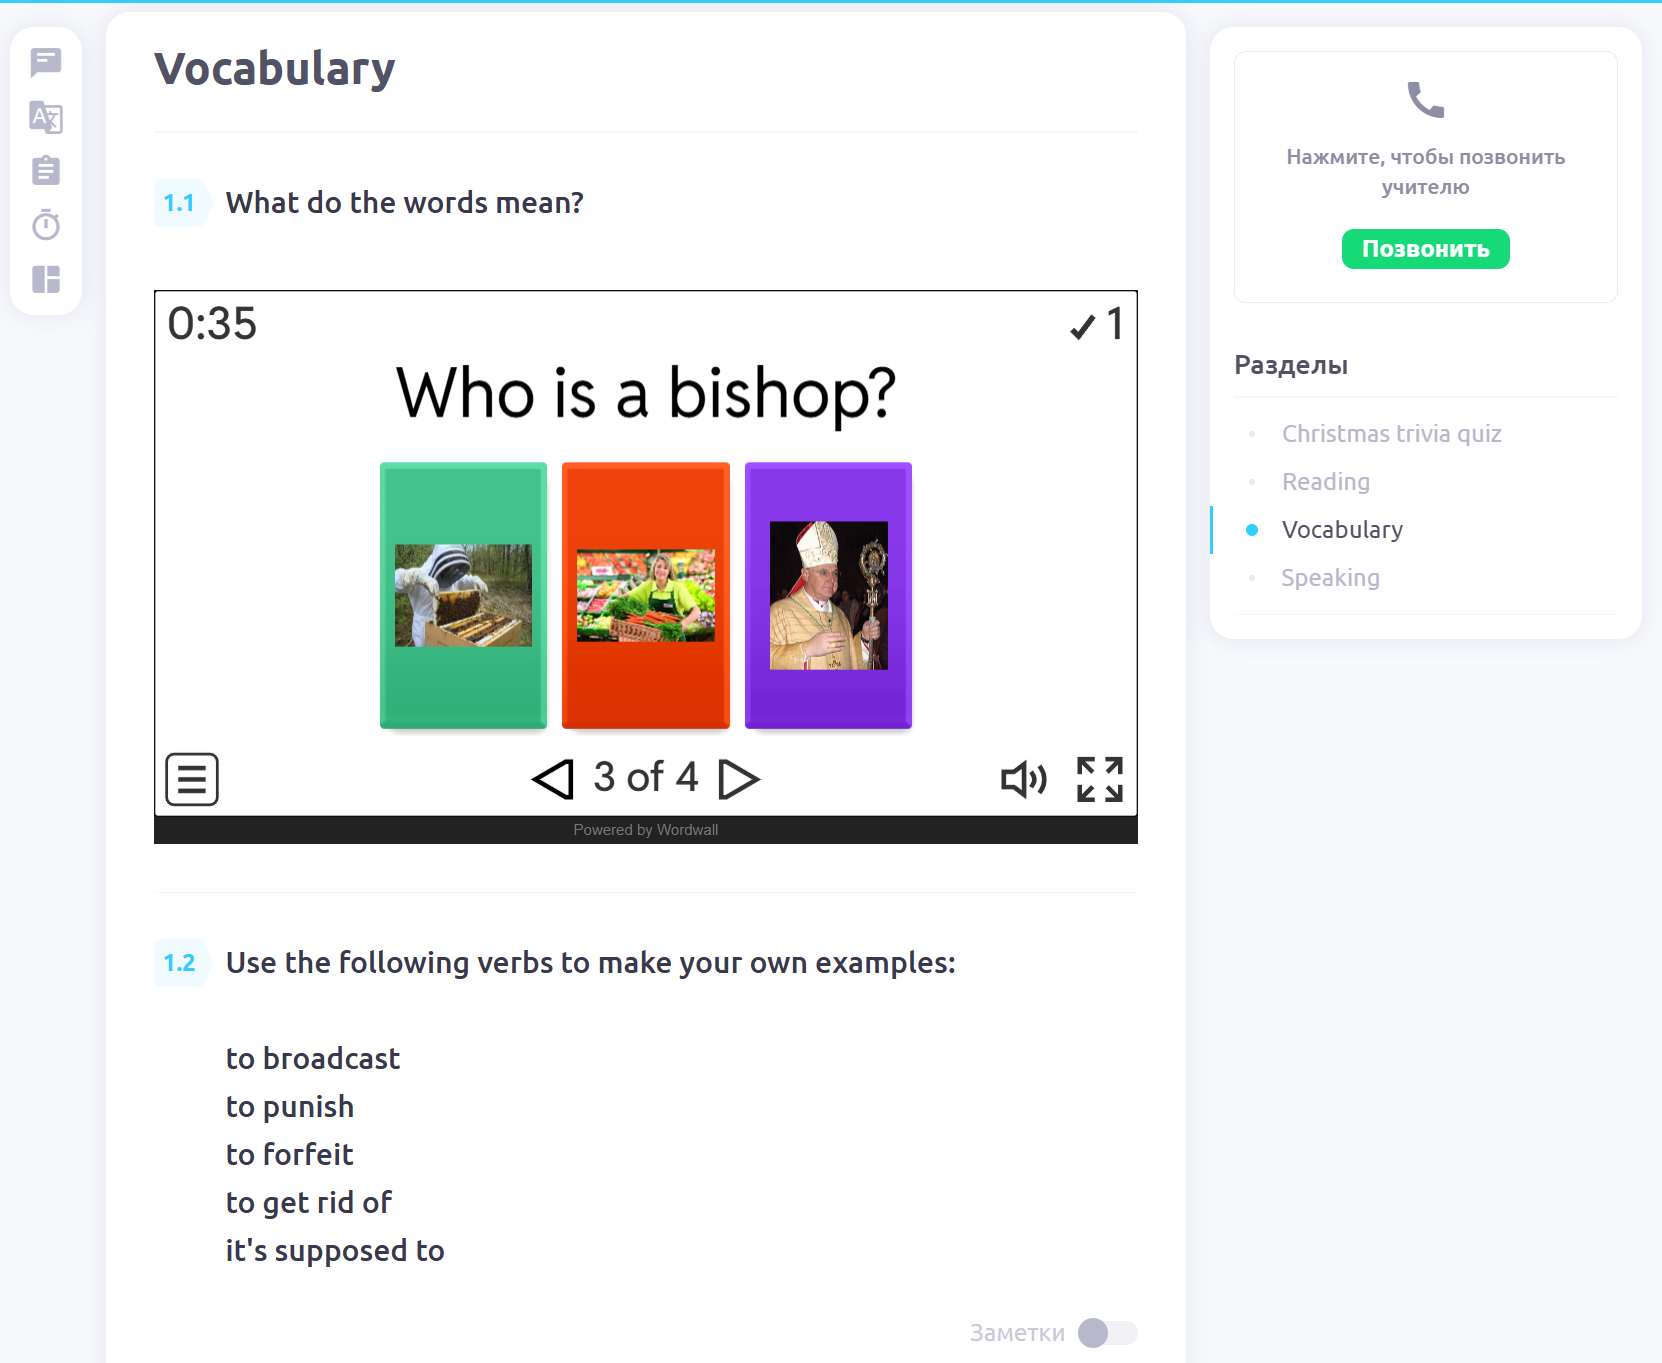 Vocabulary
1.1 What do the words mean?
0:35
1
Who is a bishop?
3 of 4
Powered by Wordwall
1.2 Use the following verbs to make your own examples:
to broadcast
to punish
to forfeit
to get rid of
it's supposed to
Заметки
Нажмите, чтобы позвонить
учителю
Позвонить
Разделы
Christmas trivia quiz
Reading
Vocabulary
Speaking